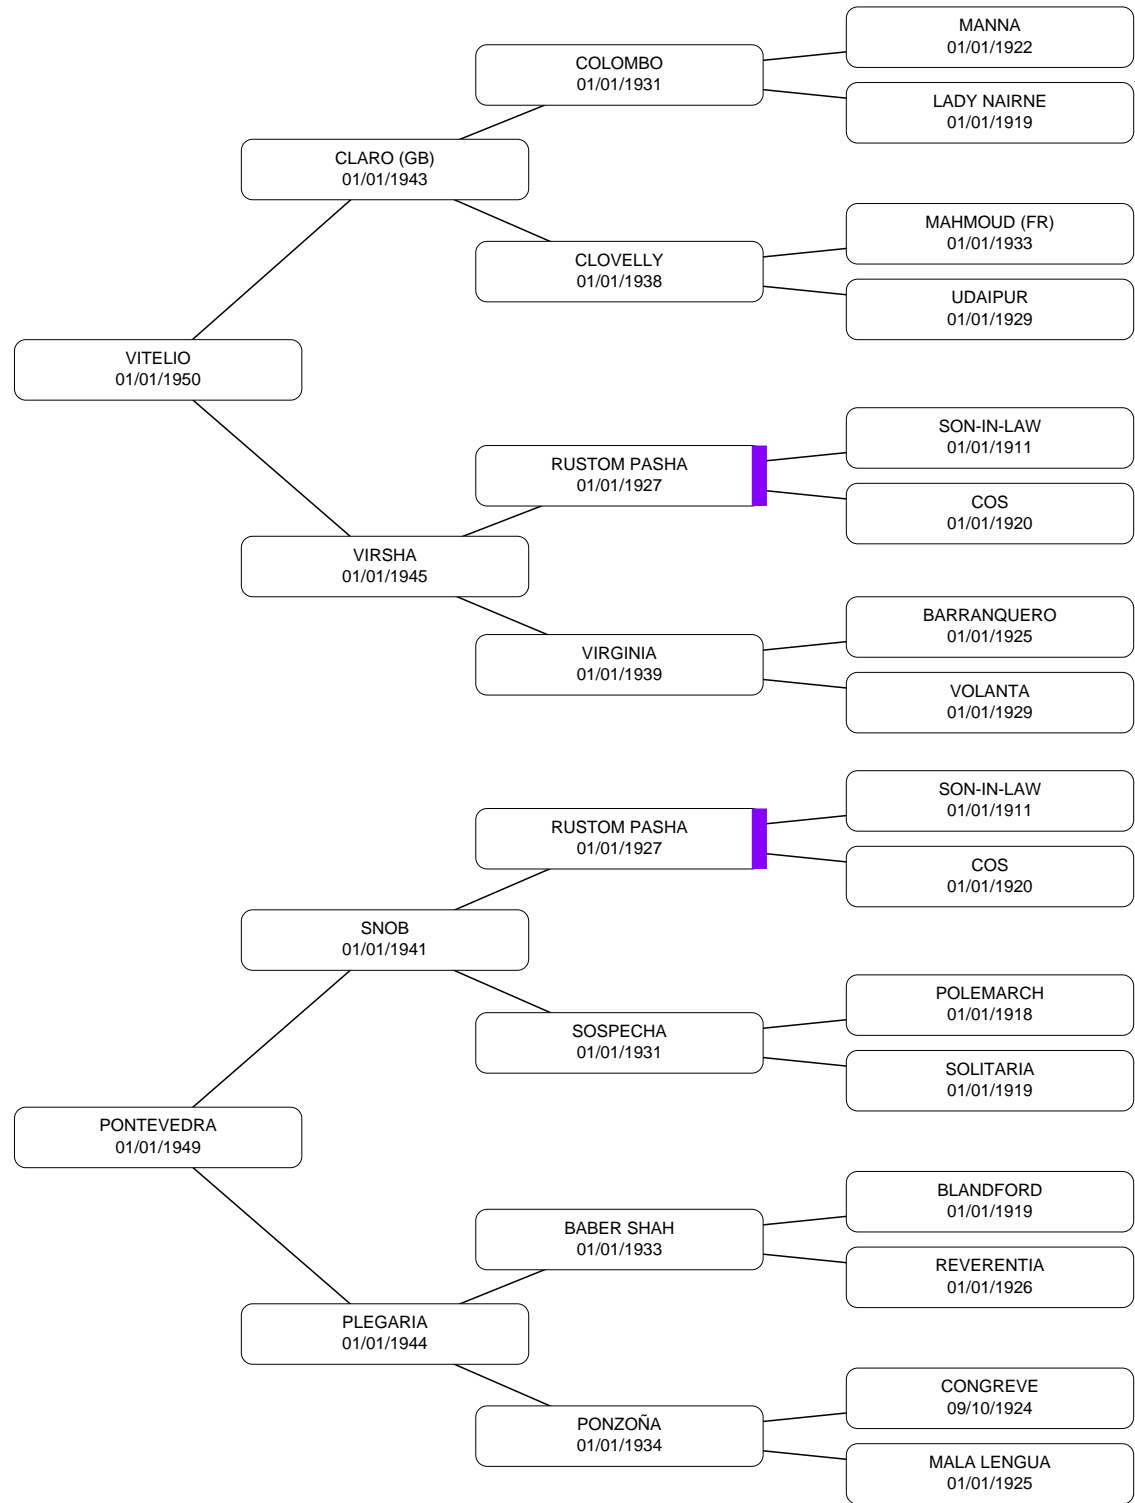 MANNA
01/01/1922
COLOMBO
01/01/1931
LADY NAIRNE
01/01/1919
CLARO (GB)
01/01/1943
MAHMOUD (FR)
01/01/1933
CLOVELLY
01/01/1938
UDAIPUR
01/01/1929
VITELIO
01/01/1950
SON-IN-LAW
01/01/1911
RUSTOM PASHA
01/01/1927
COS
01/01/1920
VIRSHA
01/01/1945
BARRANQUERO
01/01/1925
VIRGINIA
01/01/1939
VOLANTA
01/01/1929
SON-IN-LAW
01/01/1911
RUSTOM PASHA
01/01/1927
COS
01/01/1920
SNOB
01/01/1941
POLEMARCH
01/01/1918
SOSPECHA
01/01/1931
SOLITARIA
01/01/1919
PONTEVEDRA
01/01/1949
BLANDFORD
01/01/1919
BABER SHAH
01/01/1933
REVERENTIA
01/01/1926
PLEGARIA
01/01/1944
CONGREVE
09/10/1924
PONZOÑA
01/01/1934
MALA LENGUA
01/01/1925